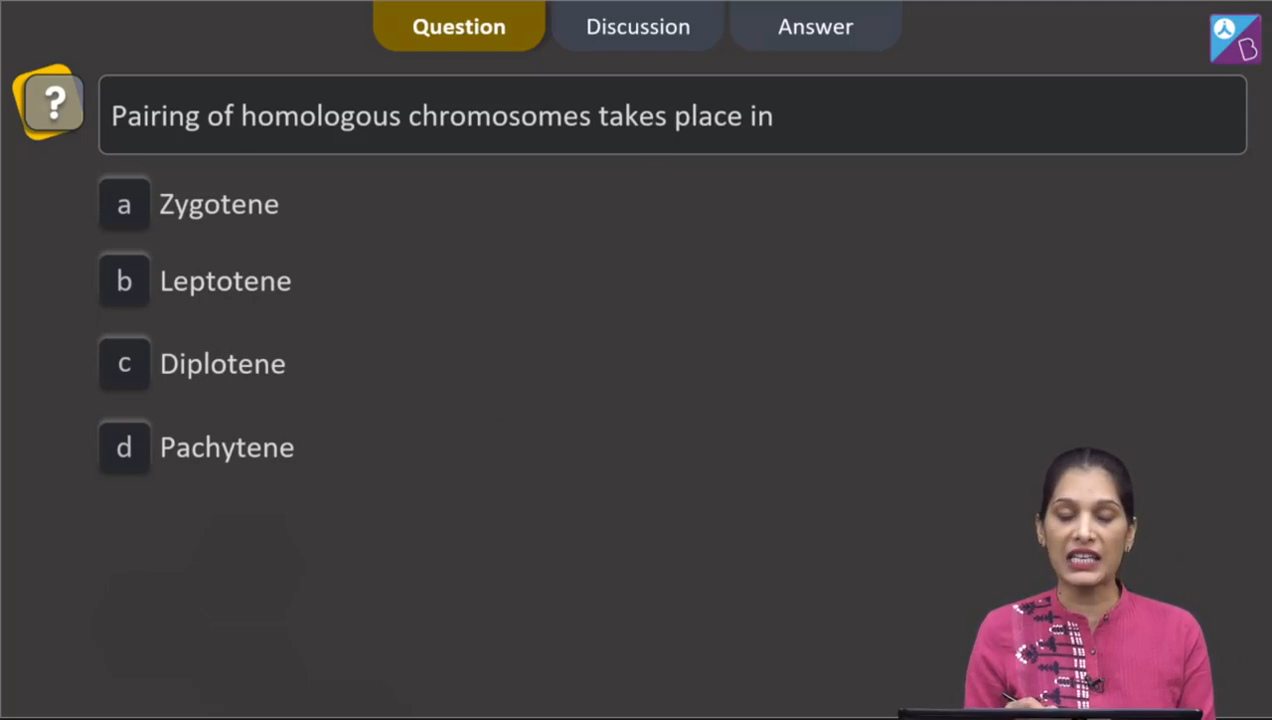 Question Discussion Answer
? Pairing of homologous chromosomes takes place in
a Zygotene
b Leptotene
c Diplotene
d Pachytene
B